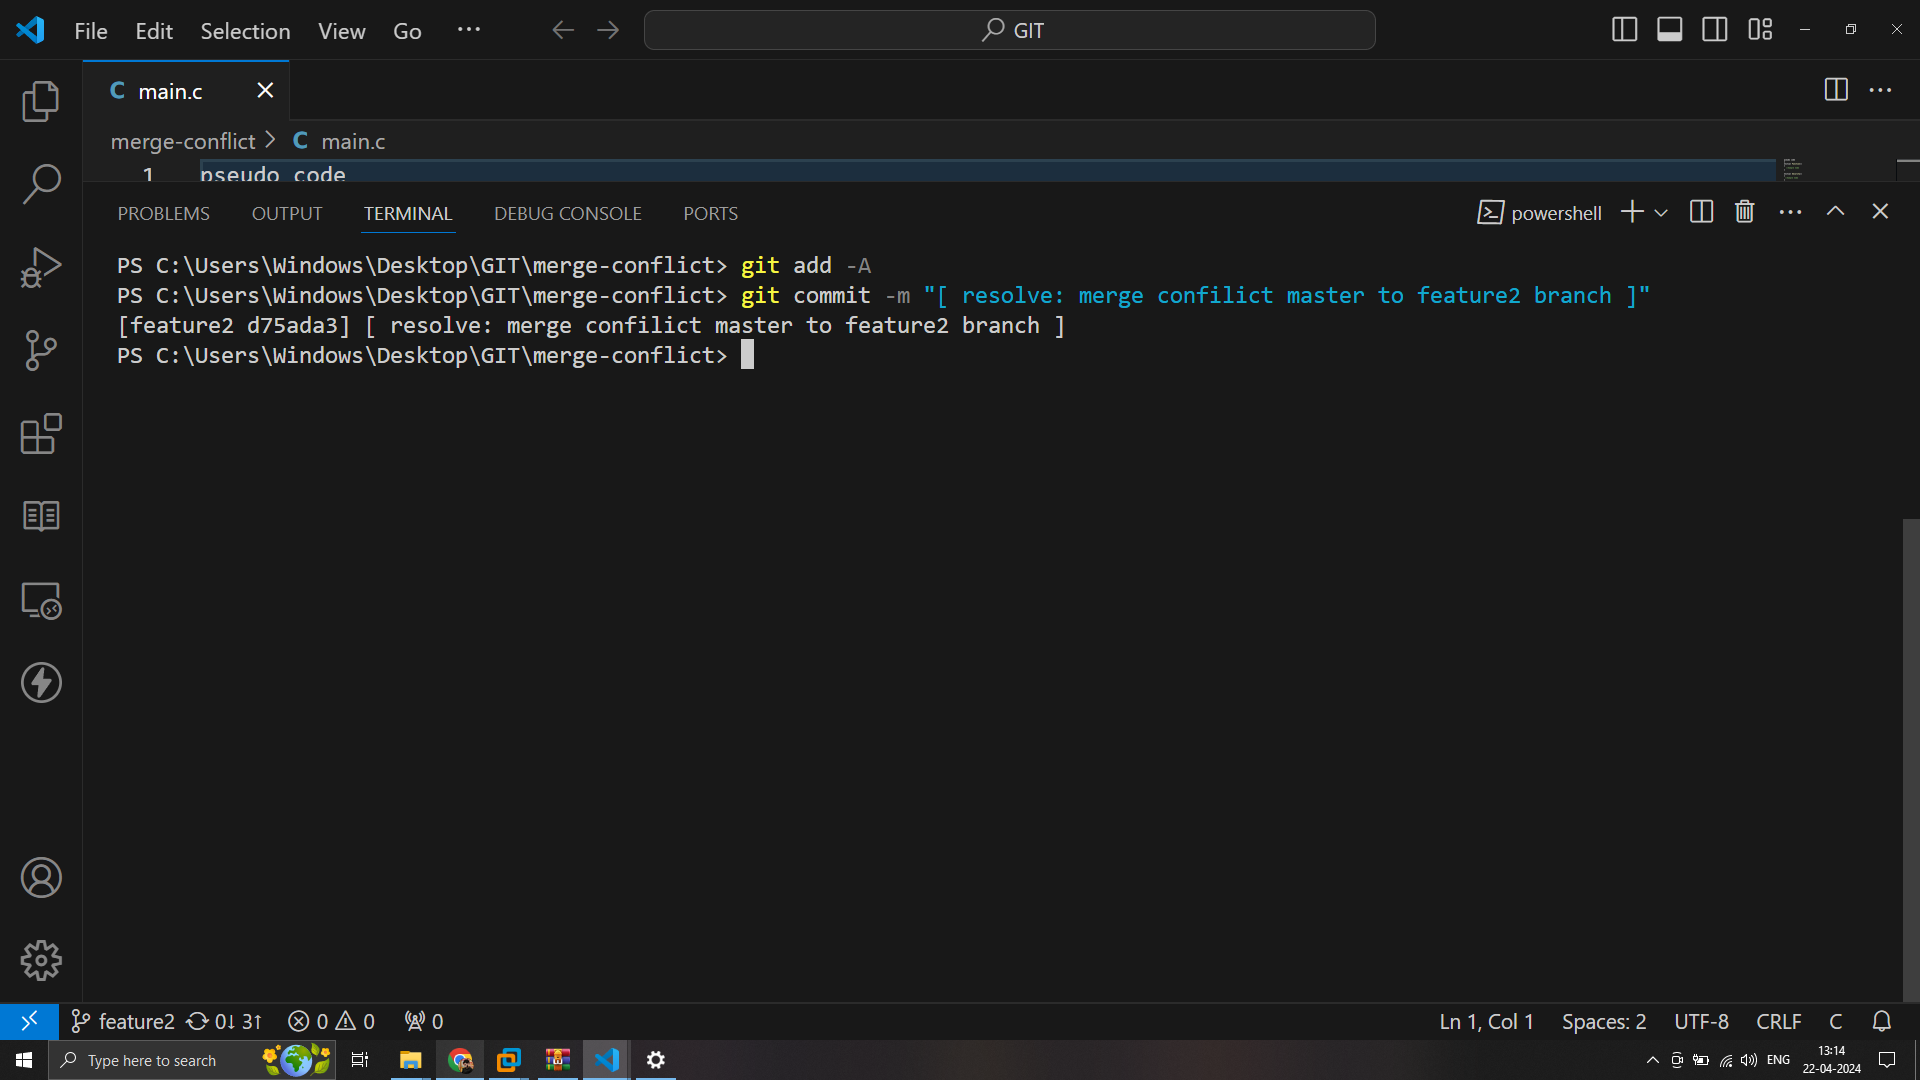 File Edit Selection View Go ··· GIT
C main.c
merge-conflict > C main.c
1 pseudo code
PROBLEMS OUTPUT TERMINAL DEBUG CONSOLE PORTS powershell
PS C:\Users\Windows\Desktop\GIT\merge-conflict> git add -A
PS C:\Users\Windows\Desktop\GIT\merge-conflict> git commit -m "[ resolve: merge confilict master to feature2 branch ]"
[feature2 d75ada3] [ resolve: merge confilict master to feature2 branch ]
PS C:\Users\Windows\Desktop\GIT\merge-conflict>
feature2 0↓ 3↑ 0 0 0 Ln 1, Col 1 Spaces: 2 UTF-8 CRLF C
Type here to search ENG 13:14
22-04-2024